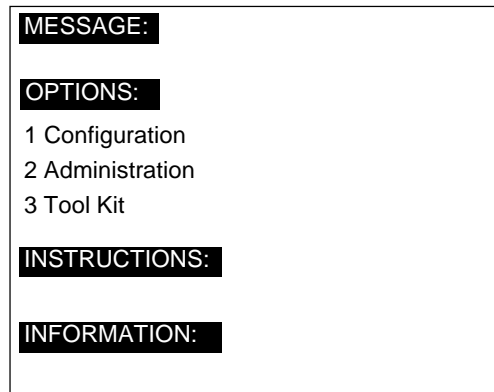 MESSAGE:
OPTIONS:
1 Configuration
2 Administration
3 Tool Kit
INSTRUCTIONS:
INFORMATION: